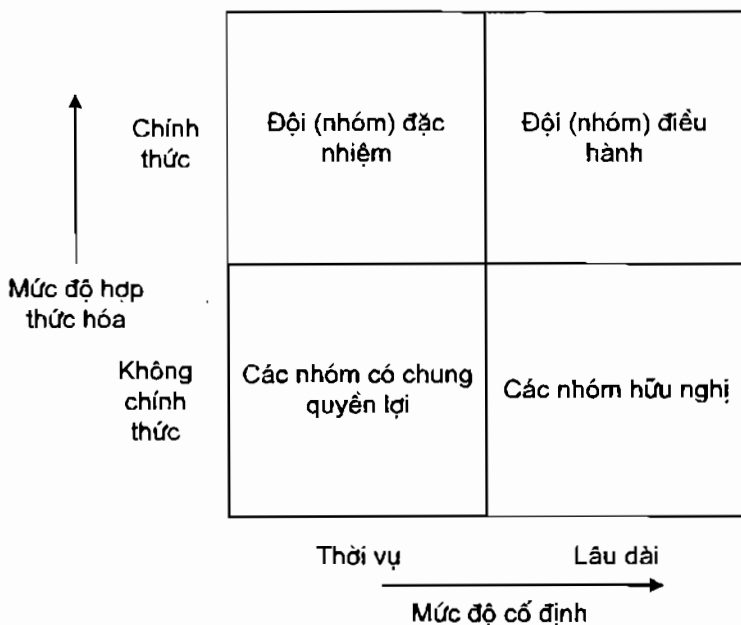 Chính
thức
Đội (nhóm) đặc
nhiệm
Đội (nhóm) điều
hành
Mức độ hợp
thức hóa
Không
chính
thức
Các nhóm có chung
quyền lợi
Các nhóm hữu nghị
Thời vụ
Lâu dài
Mức độ cố định